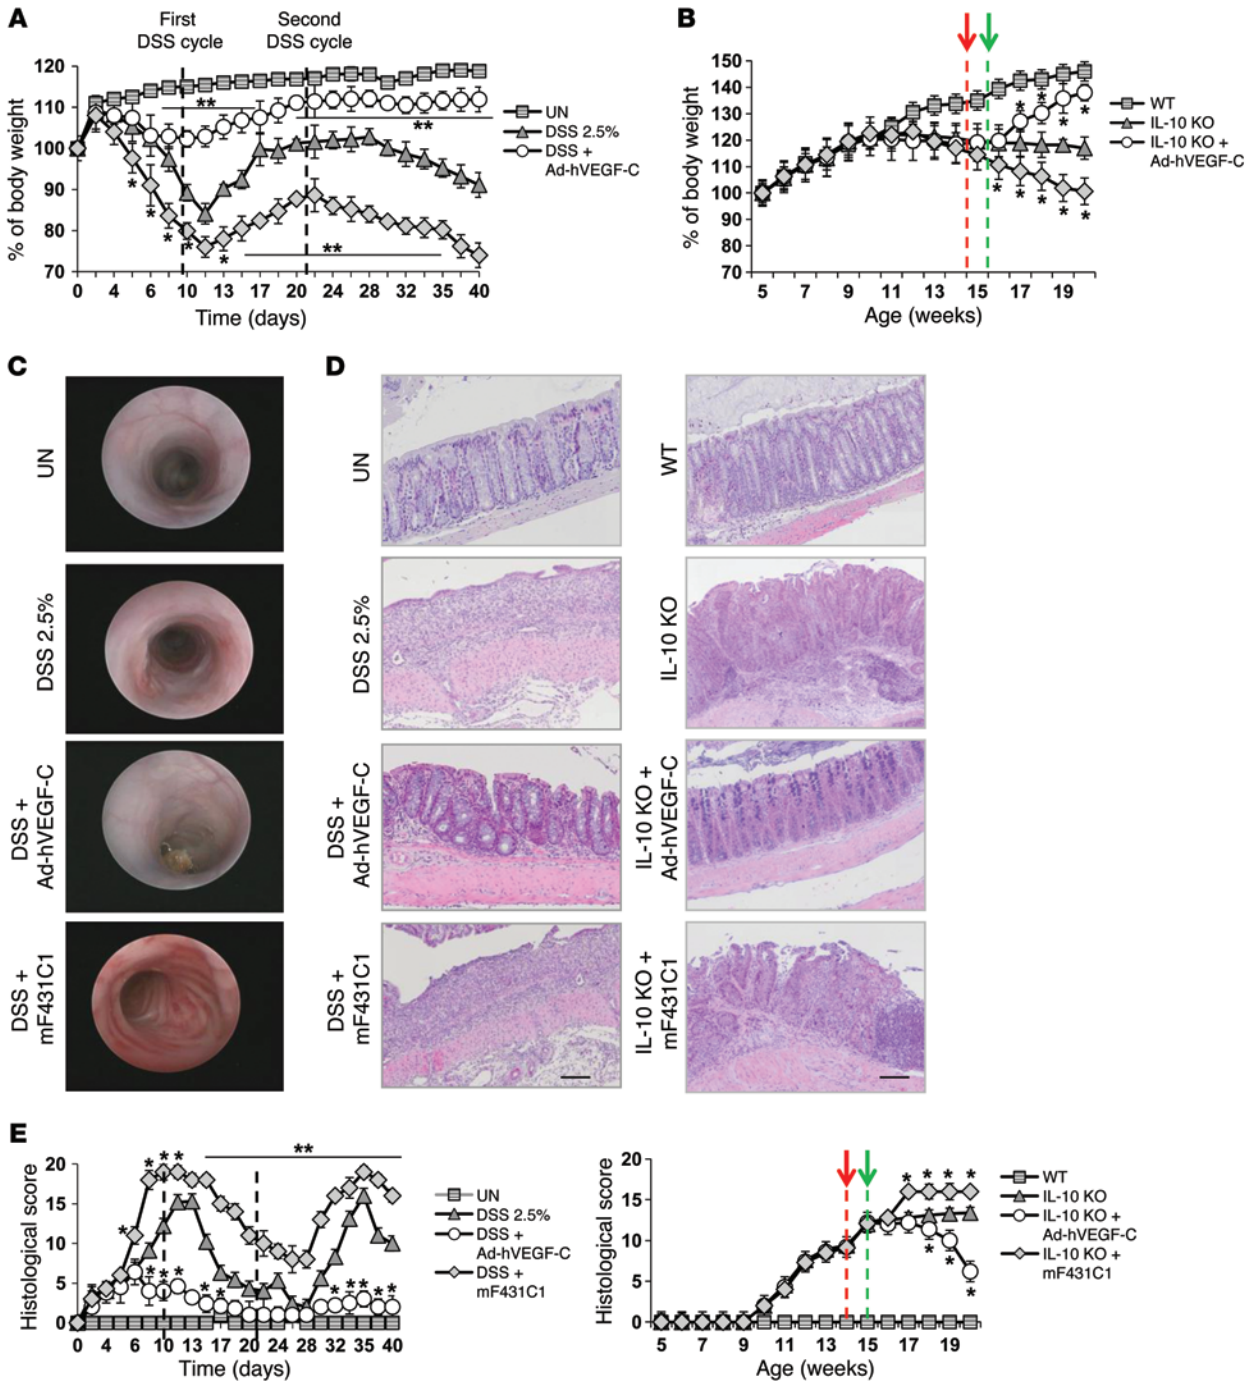 A
First
DSS cycle
Second
DSS cycle
120
110
100
90
80
70
% of body weight
**
**
*
*
*
*
*
**
0 4 6 10 13 17 20 24 28 32 35 40
Time (days)
UN
DSS 2.5%
DSS +
Ad-hVEGF-C
B
150
140
130
120
110
100
90
80
70
% of body weight
* * * *
* * * * *
5 7 9 11 13 15 17 19
Age (weeks)
WT
IL-10 KO
IL-10 KO +
Ad-hVEGF-C
C
UN
DSS 2.5%
DSS +
Ad-hVEGF-C
DSS +
mF431C1
D
UN
WT
DSS 2.5%
IL-10 KO
DSS +
Ad-hVEGF-C
IL-10 KO +
Ad-hVEGF-C
DSS +
mF431C1
IL-10 KO +
mF431C1
E
20
15
10
5
0
Histological score
**
* * * *
* * * * * * * * * *
0 4 6 10 13 17 20 24 28 32 35 40
Time (days)
UN
DSS 2.5%
DSS +
Ad-hVEGF-C
DSS +
mF431C1
20
15
10
5
0
Histological score
* * * *
* * * *
5 7 9 11 13 15 17 19
Age (weeks)
WT
IL-10 KO
IL-10 KO +
Ad-hVEGF-C
IL-10 KO +
mF431C1